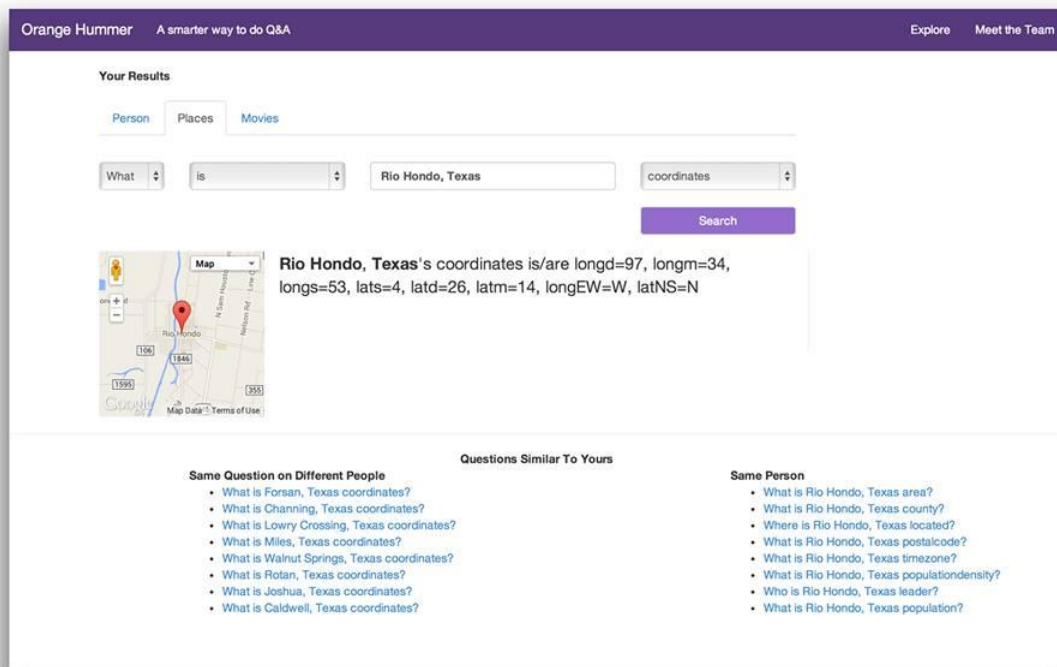 Orange Hummer A smarter way to do Q&A Explore Meet the Team
Your Results
Person Places Movies
What is Rio Hondo, Texas coordinates
Search
Map
Rio Hondo, Texas's coordinates is/are longd=97, longm=34,
longs=53, lats=4, latd=26, latm=14, longEW=W, latNS=N
N Sam Houston
Line
Nelson Rd
Rio Hondo
106
1846
1595
355
Google
Map Data Terms of Use
Questions Similar To Yours
Same Question on Different People
What is Forsan, Texas coordinates?
What is Channing, Texas coordinates?
What is Lowry Crossing, Texas coordinates?
What is Miles, Texas coordinates?
What is Walnut Springs, Texas coordinates?
What is Rotan, Texas coordinates?
What is Joshua, Texas coordinates?
What is Caldwell, Texas coordinates?
Same Person
What is Rio Hondo, Texas area?
What is Rio Hondo, Texas county?
Where is Rio Hondo, Texas located?
What is Rio Hondo, Texas postalcode?
What is Rio Hondo, Texas timezone?
What is Rio Hondo, Texas populationdensity?
Who is Rio Hondo, Texas leader?
What is Rio Hondo, Texas population?